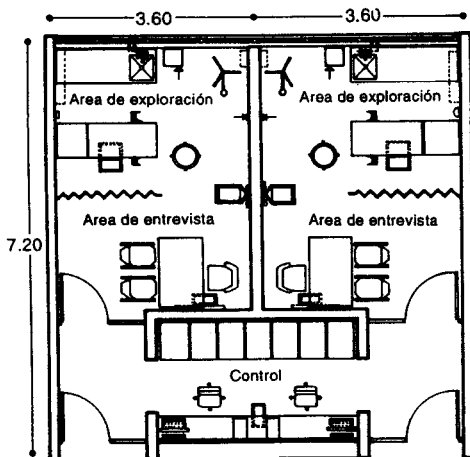 3.60 3.60
Area de exploración Area de exploración
7.20
Area de entrevista Area de entrevista
Control